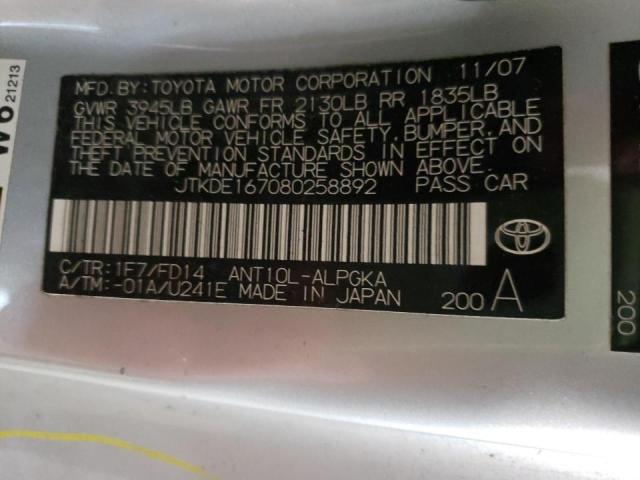 MFD. BY: TOYOTA MOTOR CORPORATION 11/07
GVWR 3945LB GAWR FR 2130LB RR 1835LB
THIS VEHICLE CONFORMS TO ALL APPLICABLE
FEDERAL MOTOR VEHICLE SAFETY, BUMPER, AND
THEFT PREVENTION STANDARDS IN EFFECT ON
THE DATE OF MANUFACTURE SHOWN ABOVE.
JTKDE167080258892 PASS CAR
C/TR: 1F7/FD14 ANT10L-ALPGKA
A/TM: -01A/U241E MADE IN JAPAN 200 A
21213
200